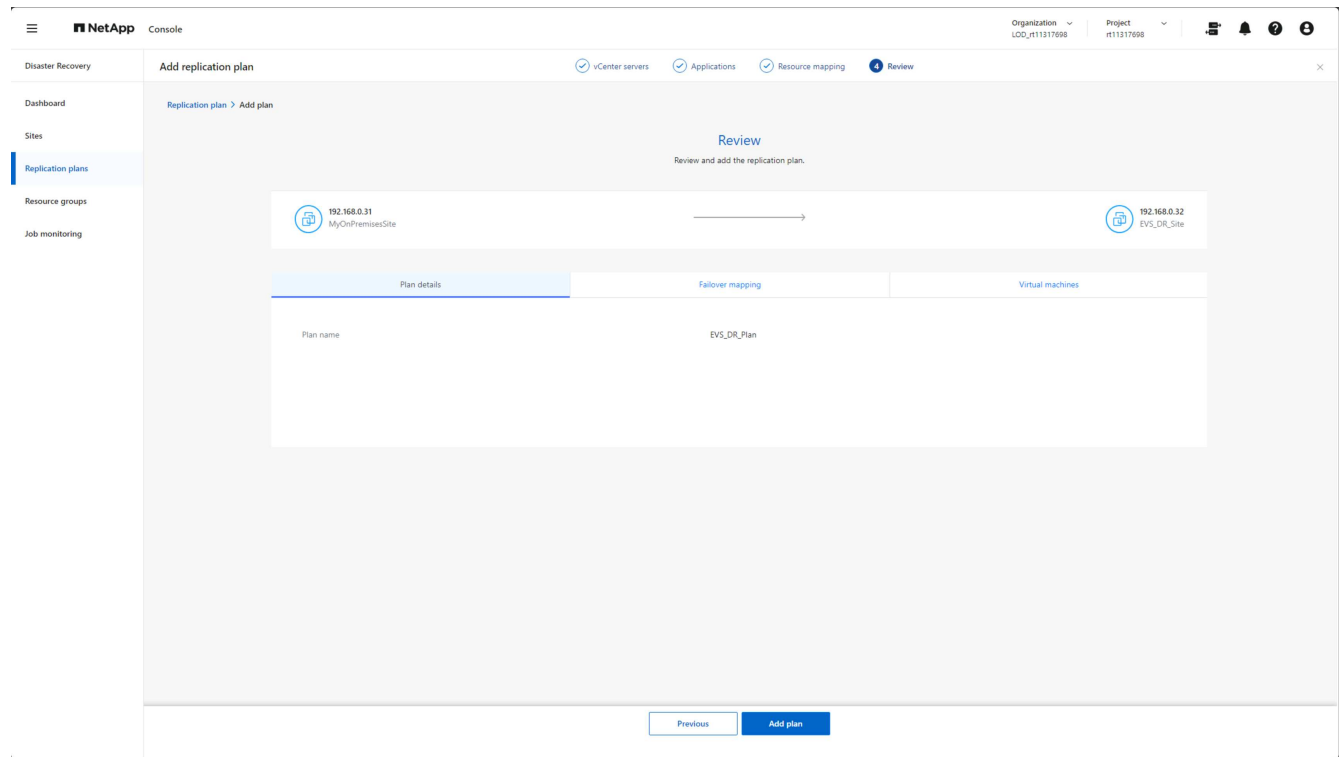 NetApp Console
Organization
LOD_rt11317698
Project
rt11317698
Disaster Recovery
Add replication plan
vCenter servers
Applications
Resource mapping
4 Review
Dashboard
Sites
Replication plans
Resource groups
Job monitoring
Replication plan > Add plan
Review
Review and add the replication plan.
192.168.0.31
MyOnPremisesSite
192.168.0.32
EVS_DR_Site
Plan details
Failover mapping
Virtual machines
Plan name
EVS_DR_Plan
Previous
Add plan